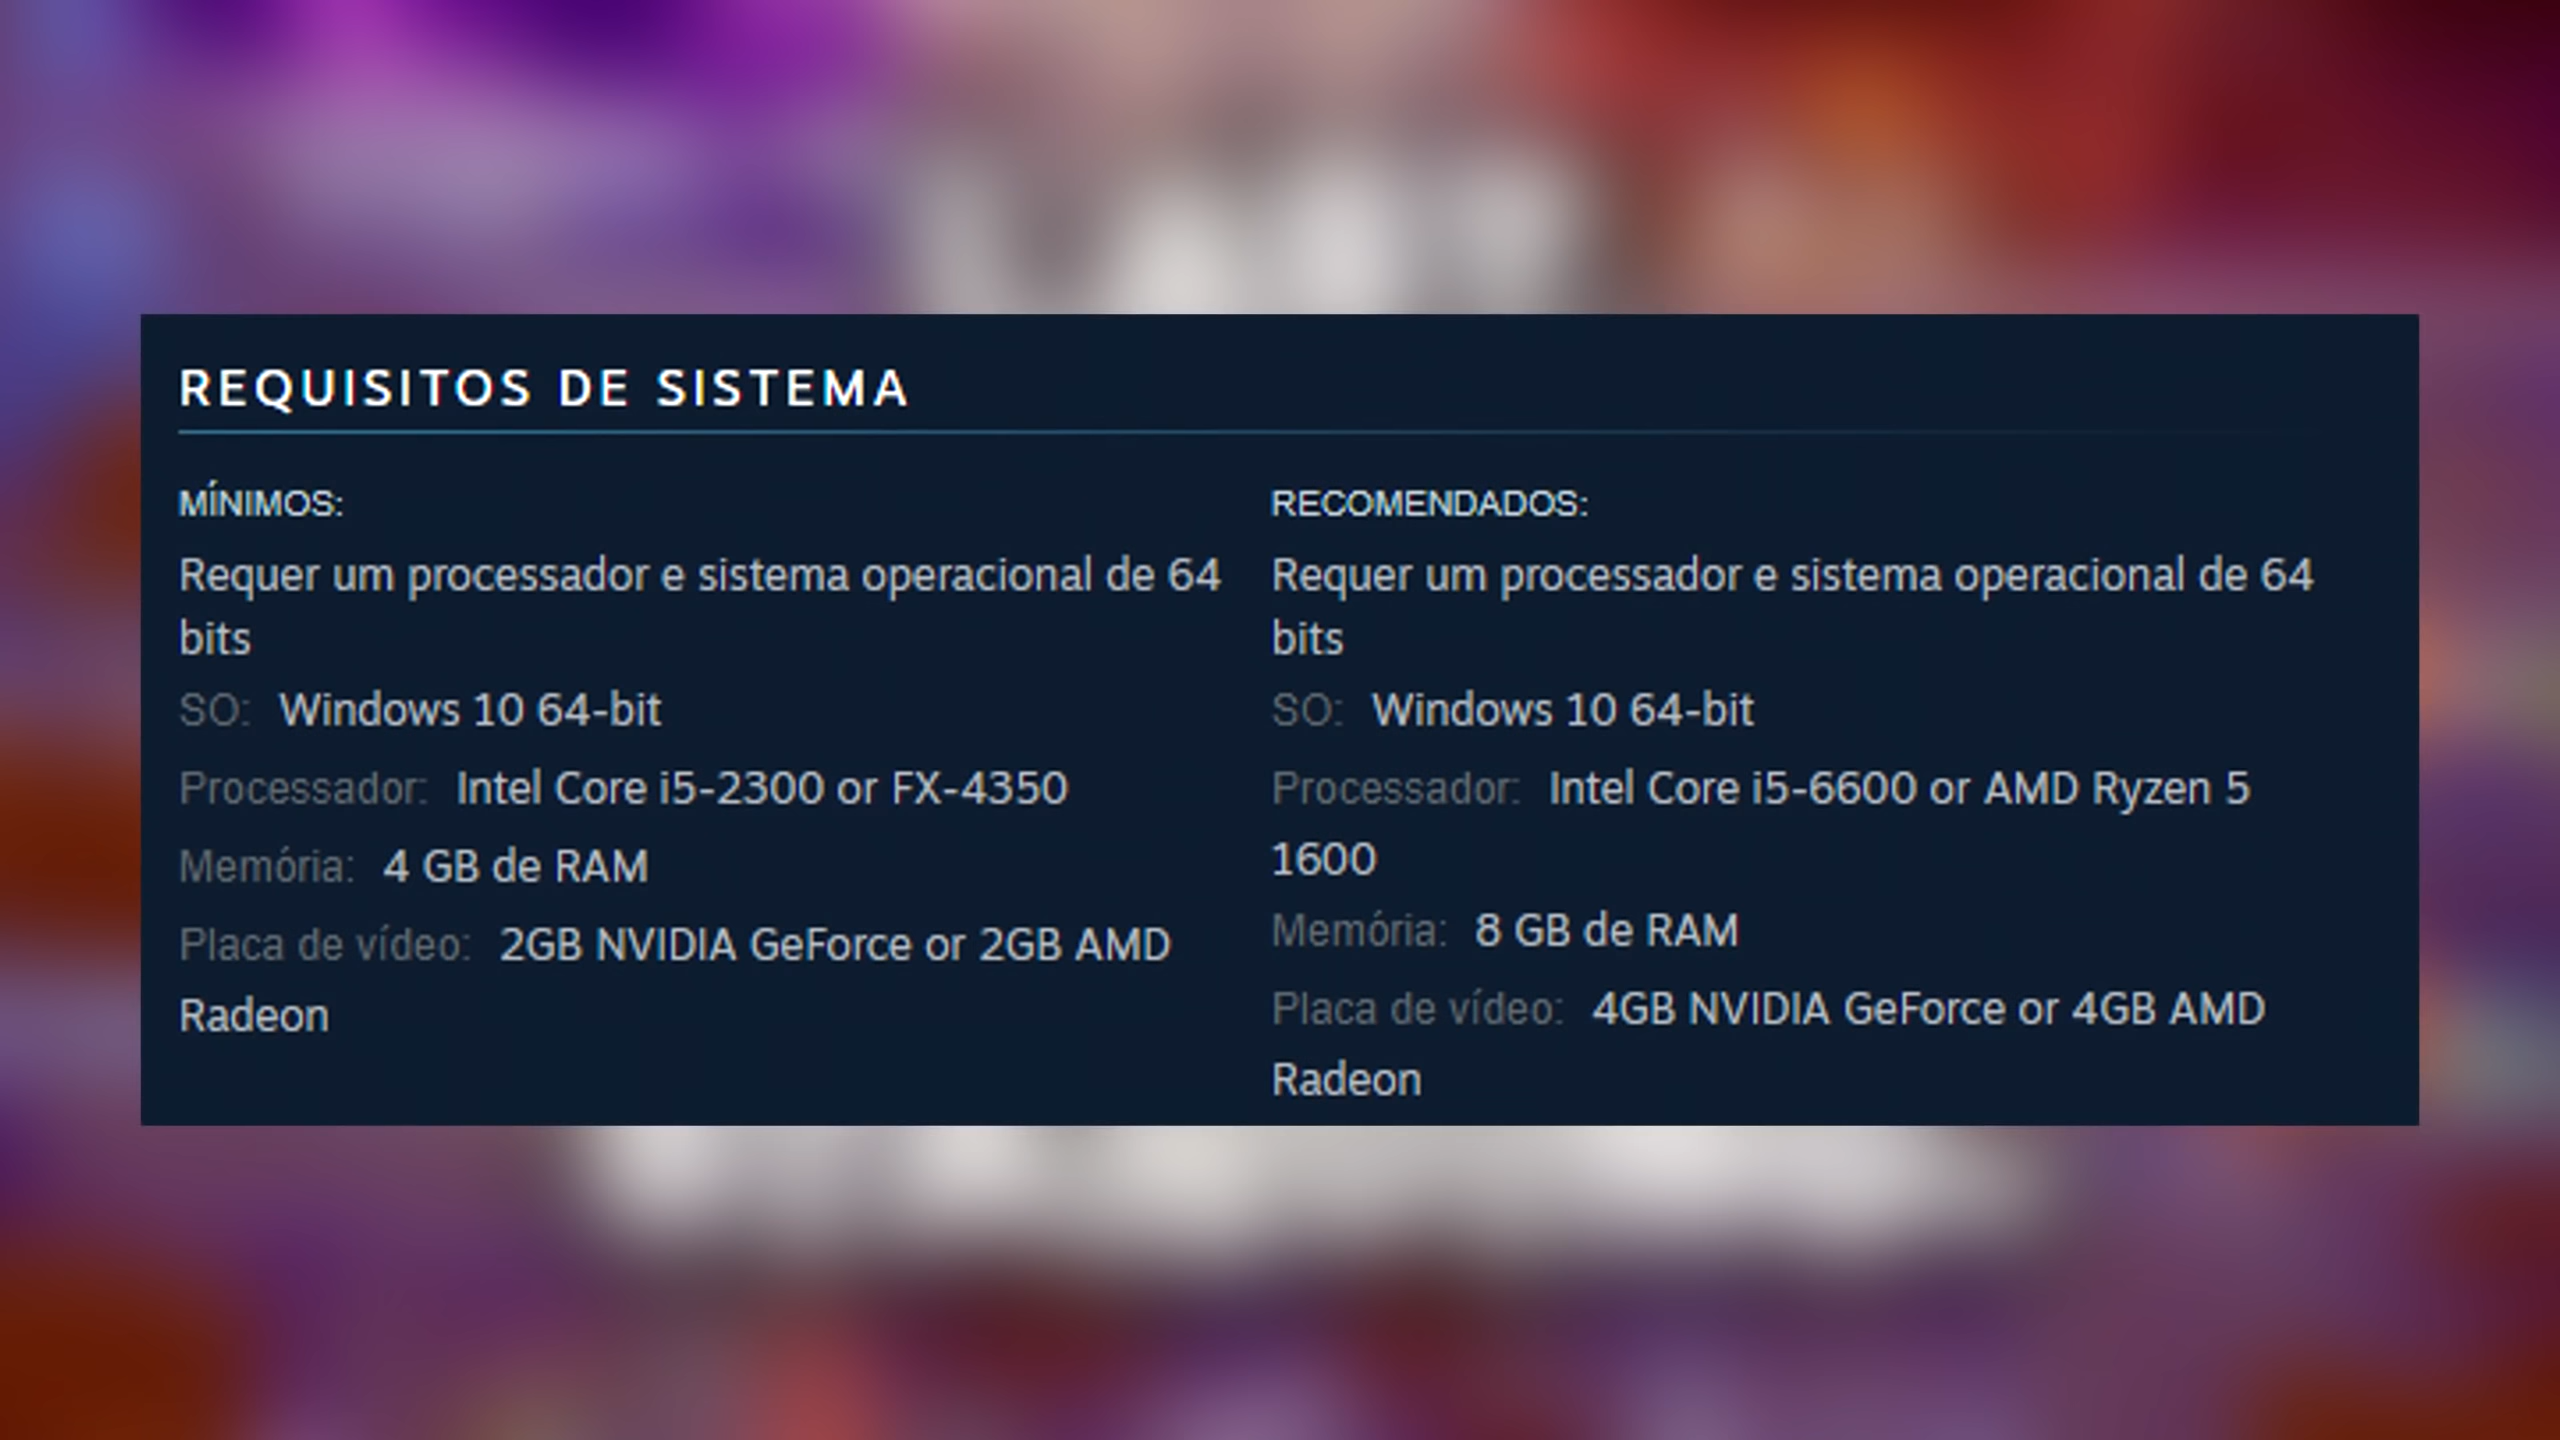 REQUISITOS DE SISTEMA
MÍNIMOS:
Requer um processador e sistema operacional de 64
bits
SO: Windows 10 64-bit
Processador: Intel Core i5-2300 or FX-4350
Memória: 4 GB de RAM
Placa de vídeo: 2GB NVIDIA GeForce or 2GB AMD
Radeon
RECOMENDADOS:
Requer um processador e sistema operacional de 64
bits
SO: Windows 10 64-bit
Processador: Intel Core i5-6600 or AMD Ryzen 5
1600
Memória: 8 GB de RAM
Placa de vídeo: 4GB NVIDIA GeForce or 4GB AMD
Radeon